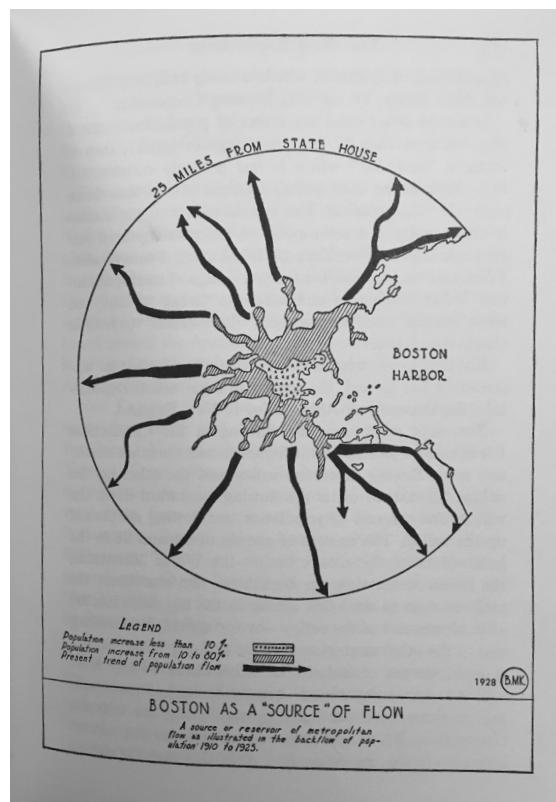 25 MILES FROM STATE HOUSE
BOSTON
HARBOR
LEGEND
Population increase less than 10 %
Population increase from 10 to 80%
Present trend of population flow
1928 B.MK.
BOSTON AS A "SOURCE" OF FLOW
A source or reservoir of metropolitan
flow as illustrated in the backflow of pop-
ulation 1910 to 1925.